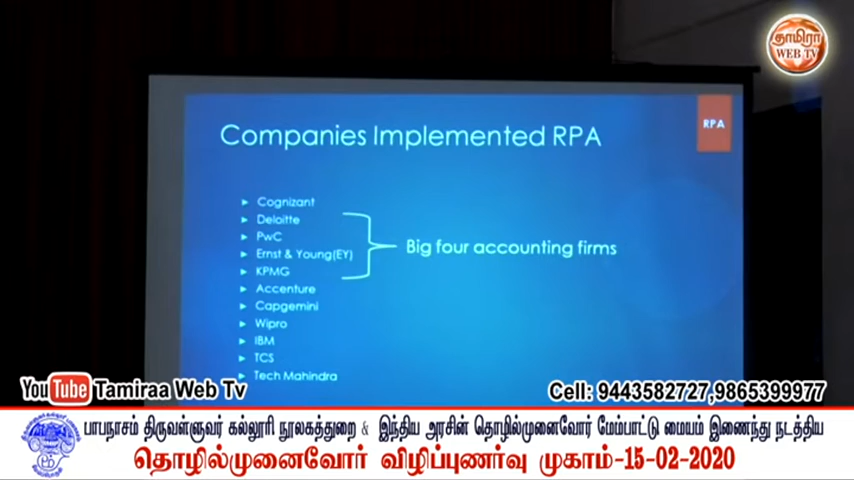 தாமிரா
WEB TV
RPA
Companies Implemented RPA
► Cognizant
► Deloitte
► PwC
► Ernst & Young(EY)
► KPMG
Big four accounting firms
► Accenture
► Capgemini
► Wipro
► IBM
► TCS
► Tech Mahindra
YouTube Tamiraa Web Tv
Cell: 9443582727,9865399977
பாபநாசம் திருவள்ளுவர் கல்லூரி நூலகத்துறை & இந்திய அரசின் தொழில்முனைவோர் மேம்பாட்டு மையம் இணைந்து நடத்திய
தொழில்முனைவோர் விழிப்புணர்வு முகாம்-15-02-2020